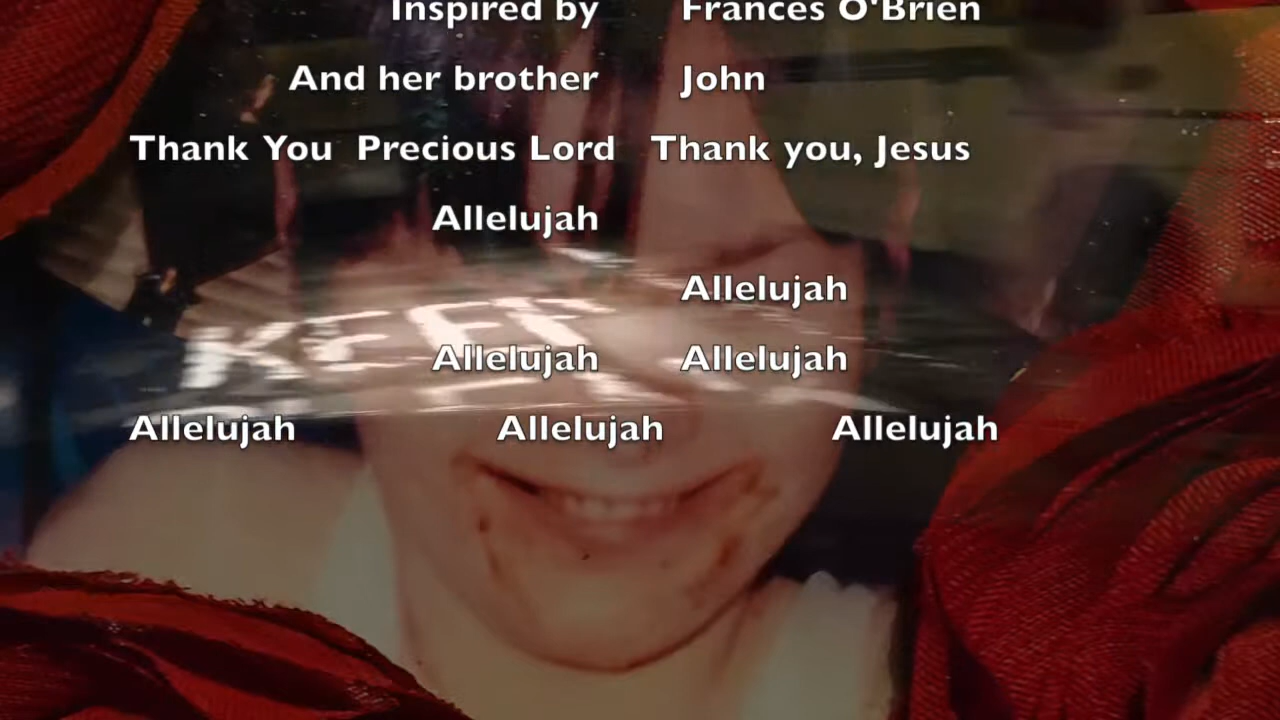 Inspired by Frances O'Brien
And her brother John
Thank You Precious Lord Thank you, Jesus
Allelujah
Allelujah
KEEP
Allelujah Allelujah
Allelujah Allelujah Allelujah